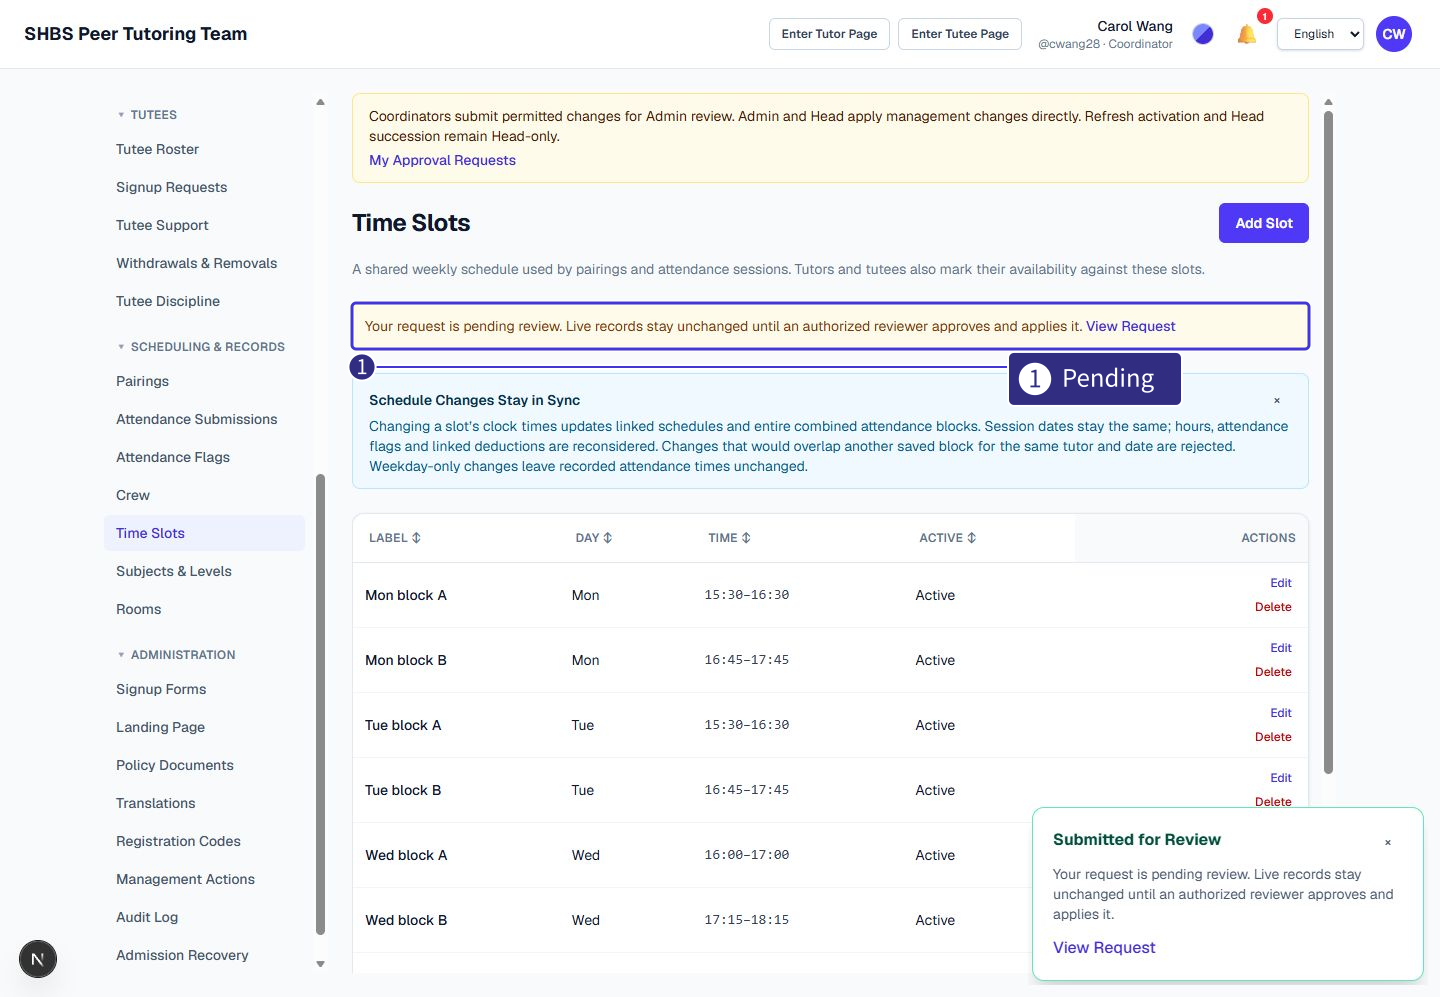 SHBS Peer Tutoring Team
Enter Tutor Page
Enter Tutee Page
Carol Wang
@cwang28 · Coordinator
1
English
CW
TUTEES
Tutee Roster
Signup Requests
Tutee Support
Withdrawals & Removals
Tutee Discipline
SCHEDULING & RECORDS
Pairings
Attendance Submissions
Attendance Flags
Crew
Time Slots
Subjects & Levels
Rooms
ADMINISTRATION
Signup Forms
Landing Page
Policy Documents
Translations
Registration Codes
Management Actions
Audit Log
Admission Recovery
N
Coordinators submit permitted changes for Admin review. Admin and Head apply management changes directly. Refresh activation and Head
succession remain Head-only.
My Approval Requests
Time Slots
Add Slot
A shared weekly schedule used by pairings and attendance sessions. Tutors and tutees also mark their availability against these slots.
Your request is pending review. Live records stay unchanged until an authorized reviewer approves and applies it. View Request
1
1 Pending
Schedule Changes Stay in Sync
×
Changing a slot's clock times updates linked schedules and entire combined attendance blocks. Session dates stay the same; hours, attendance
flags and linked deductions are reconsidered. Changes that would overlap another saved block for the same tutor and date are rejected.
Weekday-only changes leave recorded attendance times unchanged.
LABEL DAY TIME ACTIVE ACTIONS
Mon block A Mon 15:30–16:30 Active Edit
Delete
Mon block B Mon 16:45–17:45 Active Edit
Delete
Tue block A Tue 15:30–16:30 Active Edit
Delete
Tue block B Tue 16:45–17:45 Active Edit
Delete
Wed block A Wed 16:00–17:00 Active
Wed block B Wed 17:15–18:15 Active
Submitted for Review
×
Your request is pending review. Live records stay
unchanged until an authorized reviewer approves and
applies it.
View Request